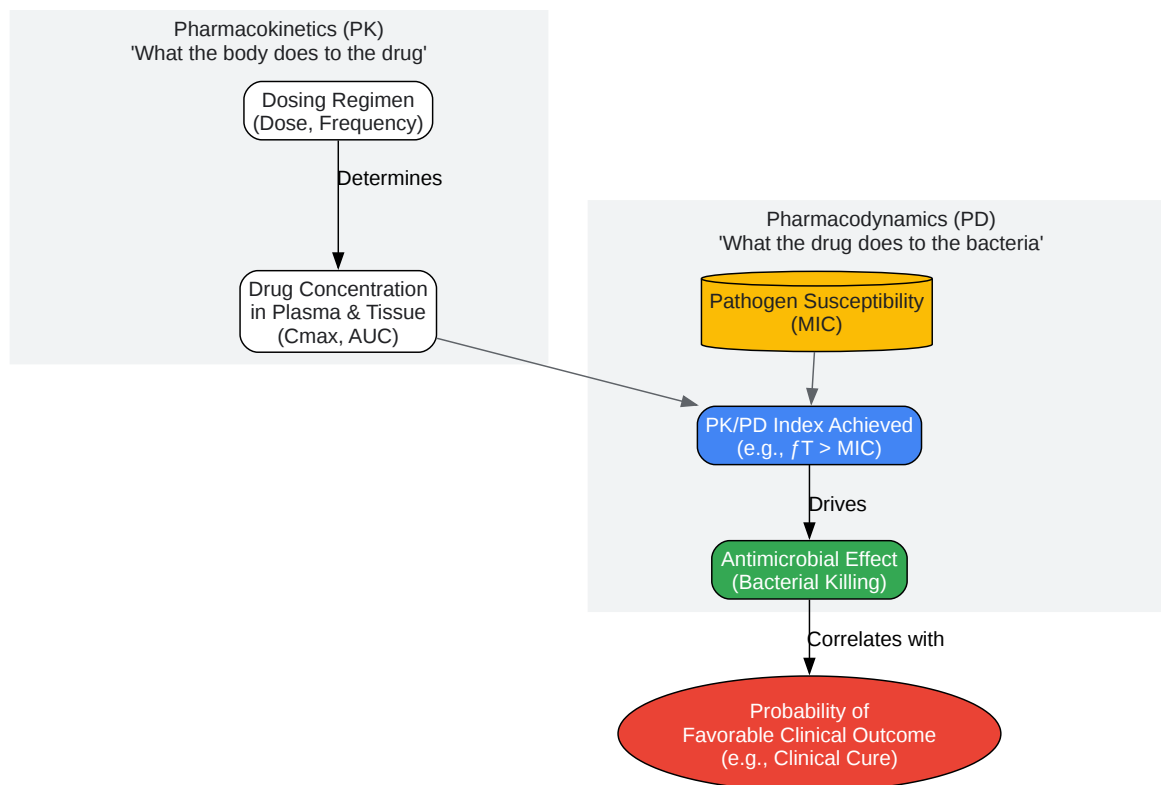 Pharmacokinetics (PK)
'What the body does to the drug'
Dosing Regimen
(Dose, Frequency)
Determines
Drug Concentration
in Plasma & Tissue
(Cmax, AUC)
Pharmacodynamics (PD)
'What the drug does to the bacteria'
Pathogen Susceptibility
(MIC)
PK/PD Index Achieved
(e.g., ƒT > MIC)
Drives
Antimicrobial Effect
(Bacterial Killing)
Correlates with
Probability of
Favorable Clinical Outcome
(e.g., Clinical Cure)